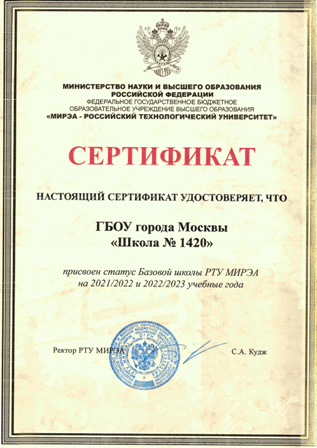 МИНИСТЕРСТВО НАУКИ И ВЫСШЕГО ОБРАЗОВАНИЯ
РОССИЙСКОЙ ФЕДЕРАЦИИ
ФЕДЕРАЛЬНОЕ ГОСУДАРСТВЕННОЕ БЮДЖЕТНОЕ
ОБРАЗОВАТЕЛЬНОЕ УЧРЕЖДЕНИЕ ВЫСШЕГО ОБРАЗОВАНИЯ
«МИРЭА - РОССИЙСКИЙ ТЕХНОЛОГИЧЕСКИЙ УНИВЕРСИТЕТ»
СЕРТИФИКАТ
НАСТОЯЩИЙ СЕРТИФИКАТ УДОСТОВЕРЯЕТ, ЧТО
ГБОУ города Москвы
«Школа № 1420»
присвоен статус Базовой школы РТУ МИРЭА
на 2021/2022 и 2022/2023 учебные года
Ректор РТУ МИРЭА
С.А. Кудж